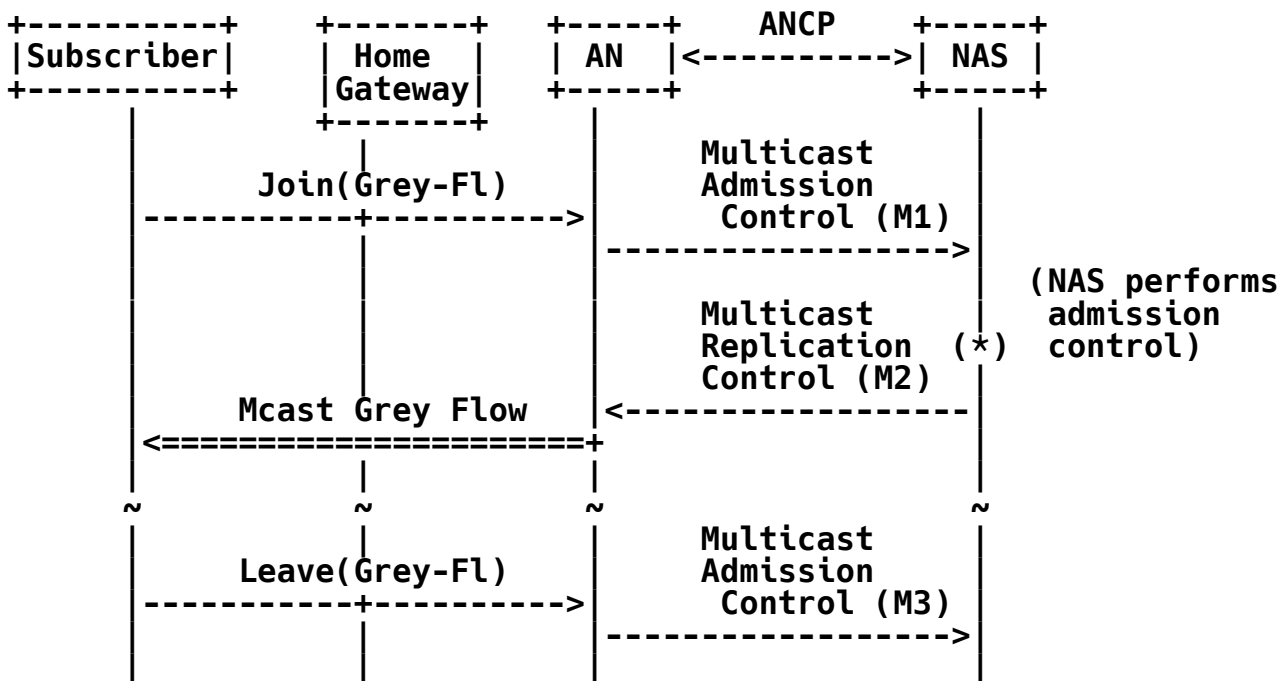 ANCP
Subscriber Home AN NAS
Gateway
Multicast
Join(Grey-Fl) Admission
Control (M1)
(NAS performs
Multicast admission
Replication (*) control)
Control (M2)
Mcast Grey Flow
Multicast
Leave(Grey-Fl) Admission
Control (M3)